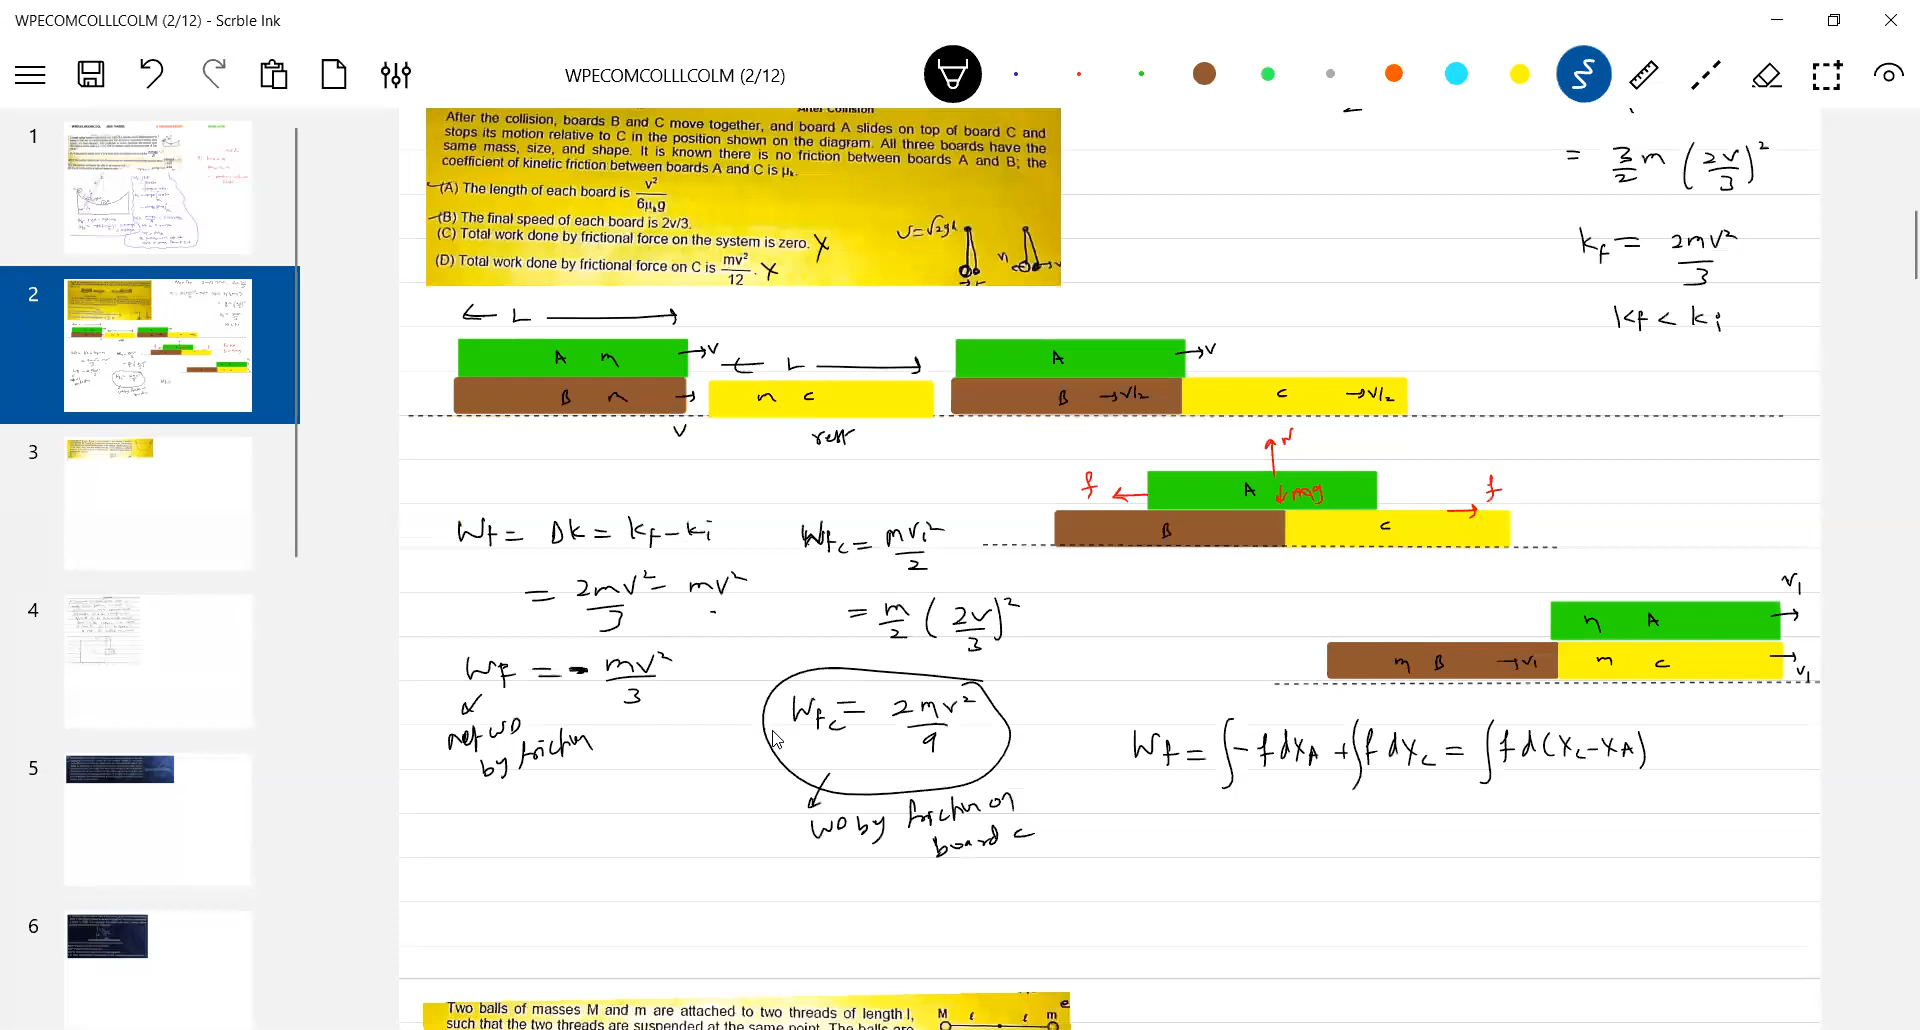 WPECOMCOLLLCOLM (2/12) - Scrble Ink
WPECOMCOLLLCOLM (2/12)
1
2
3
4
5
6
After Collision
After the collision, boards B and C move together, and board A slides on top of board C and
stops its motion relative to C in the position shown on the diagram. All three boards have the
same mass, size, and shape. It is known there is no friction between boards A and B; the
coefficient of kinetic friction between boards A and C is μk.
(A) The length of each board is v²/6μkg
(B) The final speed of each board is 2v/3.
(C) Total work done by frictional force on the system is zero. X
(D) Total work done by frictional force on C is mv²/12. X
= 3/2 m (2v/3)²
kf = 2mv²/3
kf < ki
← L →
A m → v
← L →
B m → v
m C
rest
A → v
B → v/2
C → v/2
N
f ← A ↓ mg
f →
B
C
Wf = Δk = kf - ki
= 2mv²/3 - mv²
Wf = - mv²/3
net WD
by friction
Wfc = mv1²/2
= m/2 (2v/3)²
Wfc = 2mv²/9
WD by friction on
board C
m A → v1
m B → v1
m C → v1
Wf = ∫-f dxA + ∫f dxC = ∫f d(xC - xA)
Two balls of masses M and m are attached to two threads of length l,
such that the two threads are suspended at the same point. The balls are
M ℓ ℓ m